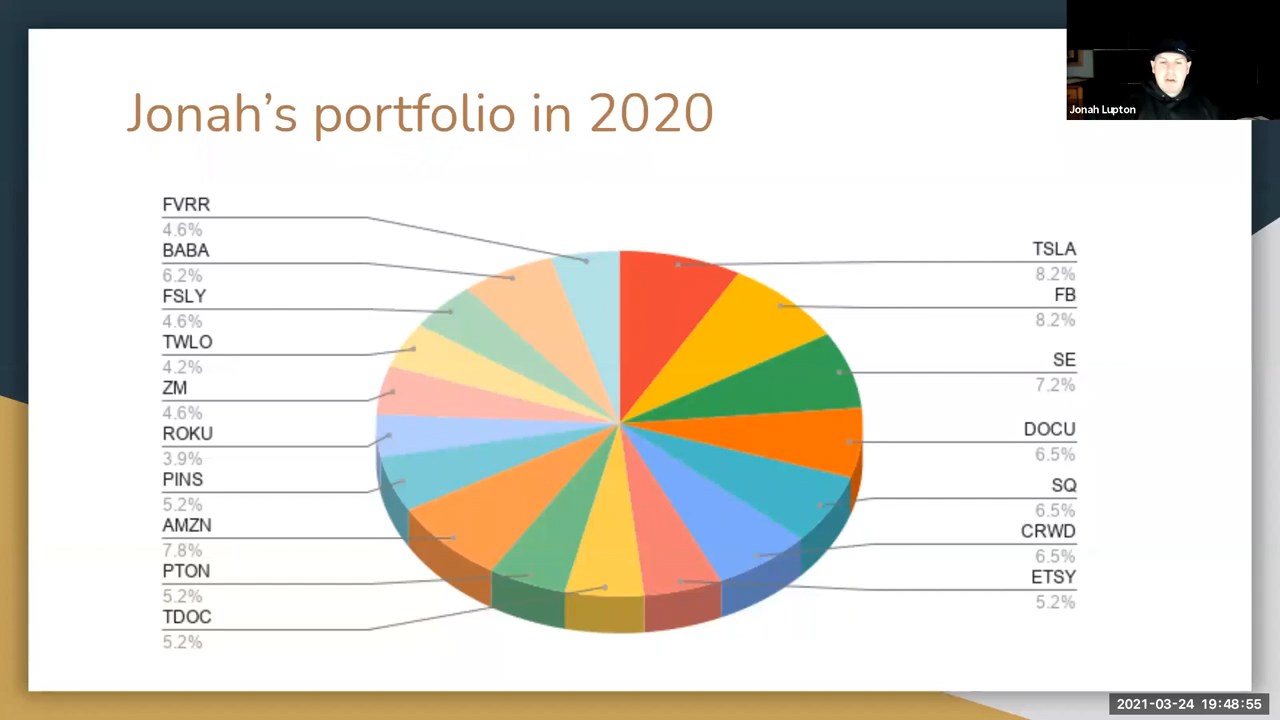 Jonah's portfolio in 2020
Jonah Lupton
FVRR
4.6%
BABA
6.2%
FSLY
4.6%
TWLO
4.2%
ZM
4.6%
ROKU
3.9%
PINS
5.2%
AMZN
7.8%
PTON
5.2%
TDOC
5.2%
TSLA
8.2%
FB
8.2%
SE
7.2%
DOCU
6.5%
SQ
6.5%
CRWD
6.5%
ETSY
5.2%
2021-03-24 19:48:55